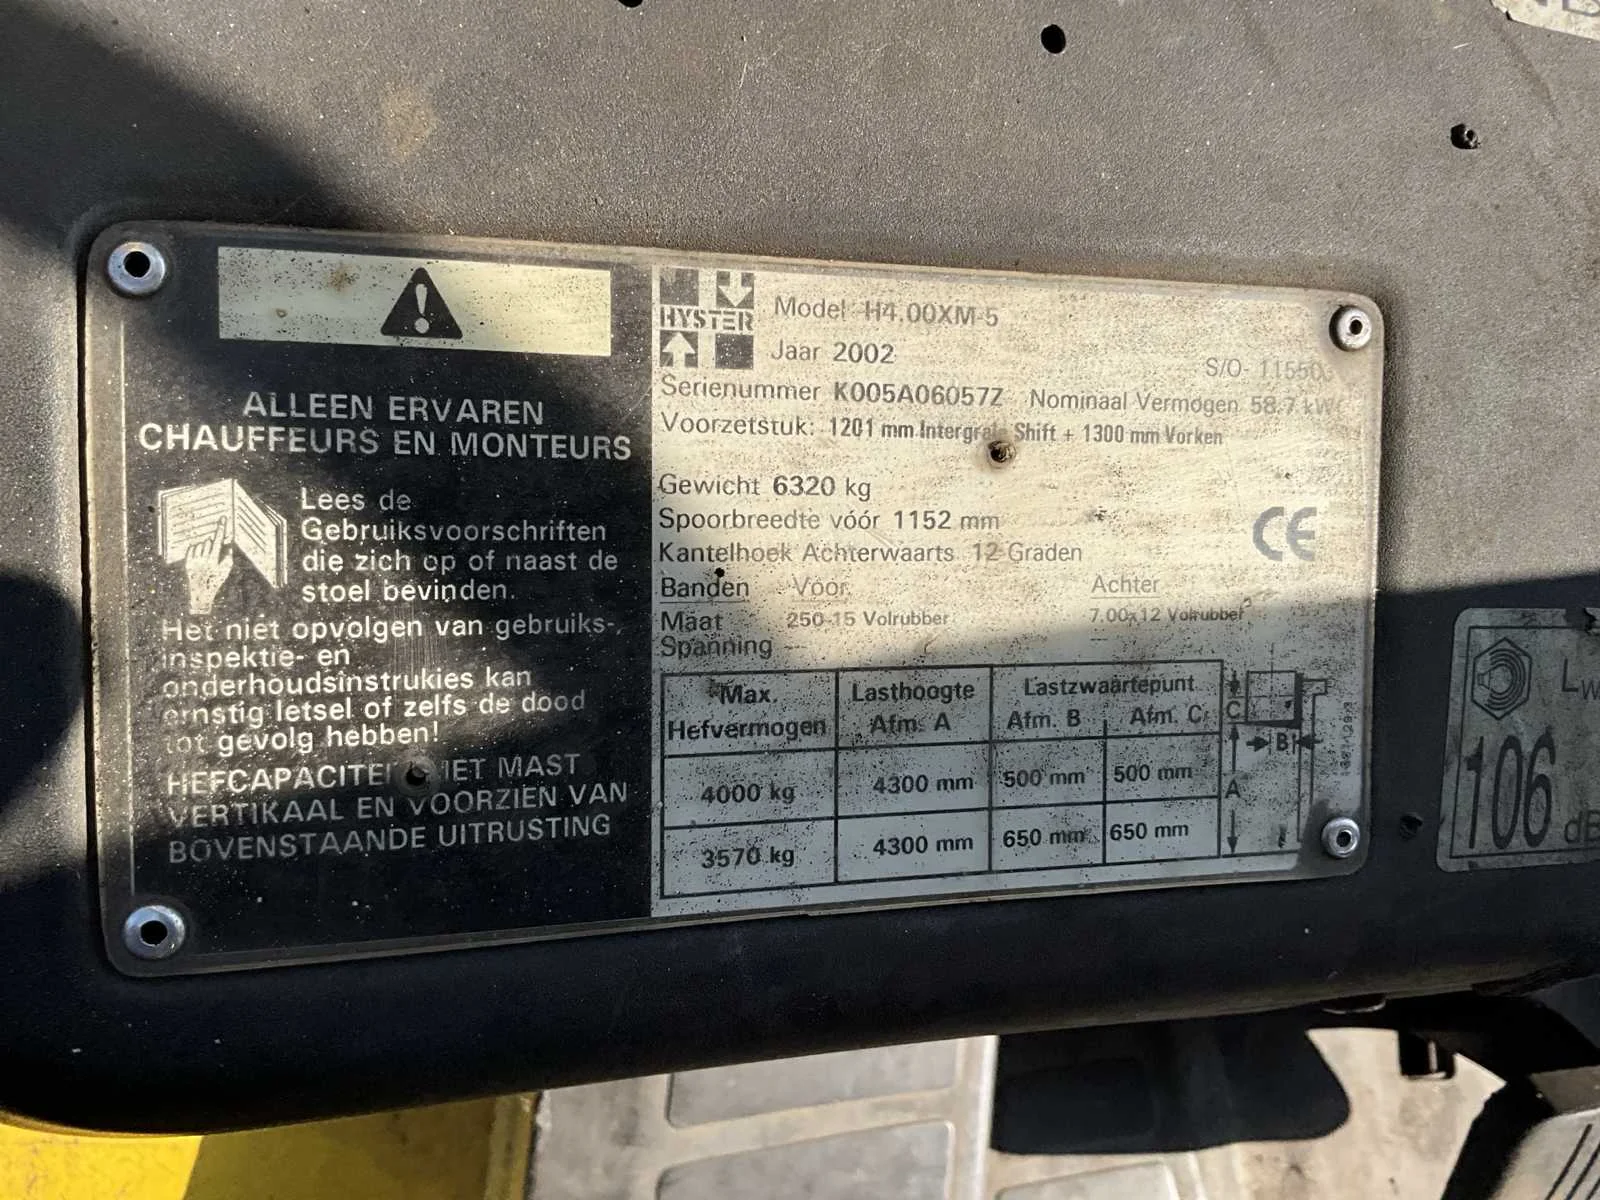 ALLEEN ERVAREN
CHAUFFEURS EN MONTEURS
Lees de
Gebruiksvoorschriften
die zich op of naast de
stoel bevinden.
Het niet opvolgen van gebruiks-,
inspektie- en
onderhoudsinstrukies kan
ernstig letsel of zelfs de dood
tot gevolg hebben!
HEFCAPACITEIT MET MAST
VERTIKAAL EN VOORZIEN VAN
BOVENSTAANDE UITRUSTING
HYSTER
Model H4.00XM-5
Jaar 2002
S/O-
Serienummer K005A06057Z Nominaal Vermogen 58.7 kW
Voorzetstuk: 1201 mm Intergral Shift + 1300 mm Vorken
Gewicht 6320 kg
Spoorbreedte vóór 1152 mm
CE
Kantelhoek Achterwaarts 12 Graden
Banden Voor Achter
Maat 250-15 Volrubber 7.00x12 Volrubber
Spanning -- --
Max. Hefvermogen Lasthoogte Afm. A Lastzwaartepunt Afm. B Afm. C
4000 kg 4300 mm 500 mm 500 mm
3570 kg 4300 mm 650 mm 650 mm
C
B
A
LW
106
dB